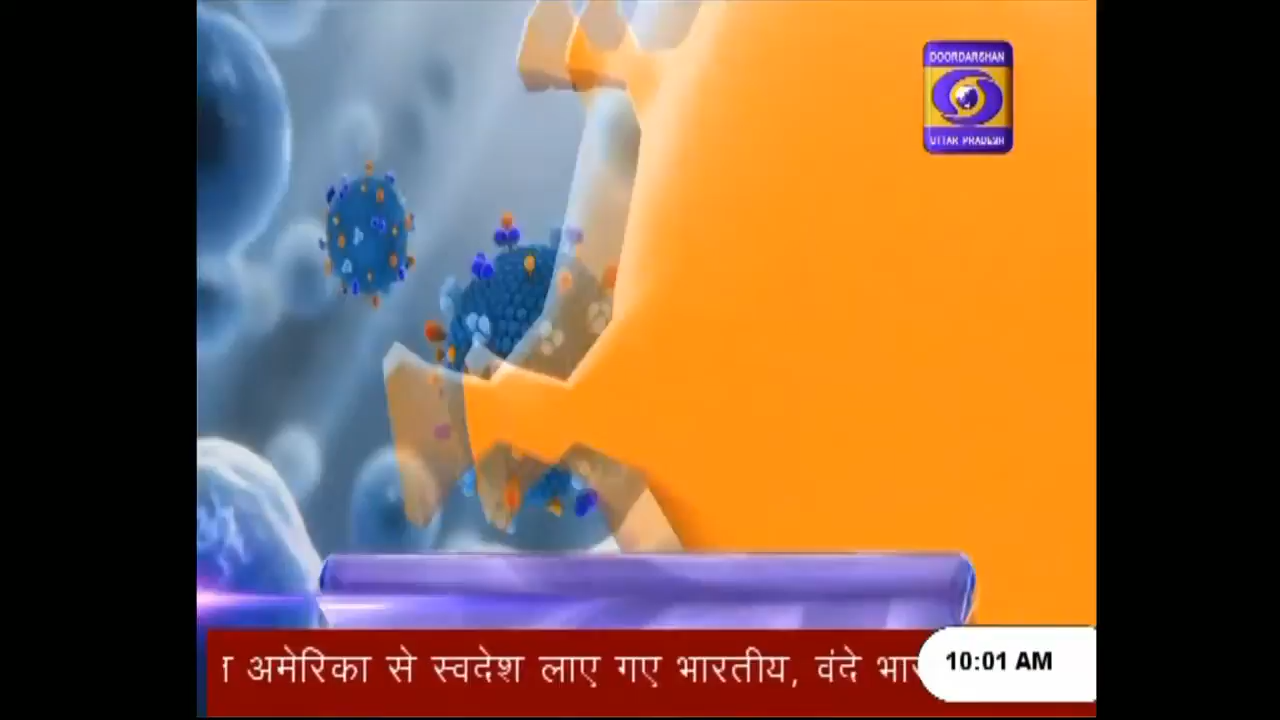 DOORDARSHAN
UTTAR PRADESH
अमेरिका से स्वदेश लाए गए भारतीय, वंदे भार
10:01 AM